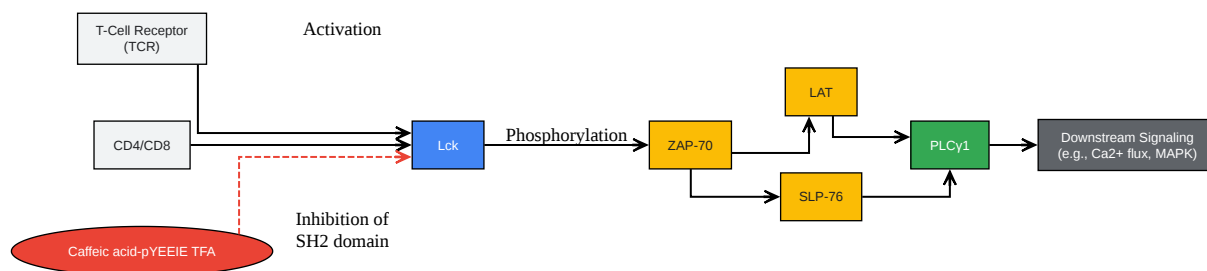 T-Cell Receptor
(TCR)
Activation
CD4/CD8
Lck
Phosphorylation
ZAP-70
LAT
SLP-76
PLCγ1
Downstream Signaling
(e.g., Ca2+ flux, MAPK)
Inhibition of
SH2 domain
Caffeic acid-pYEEIE TFA